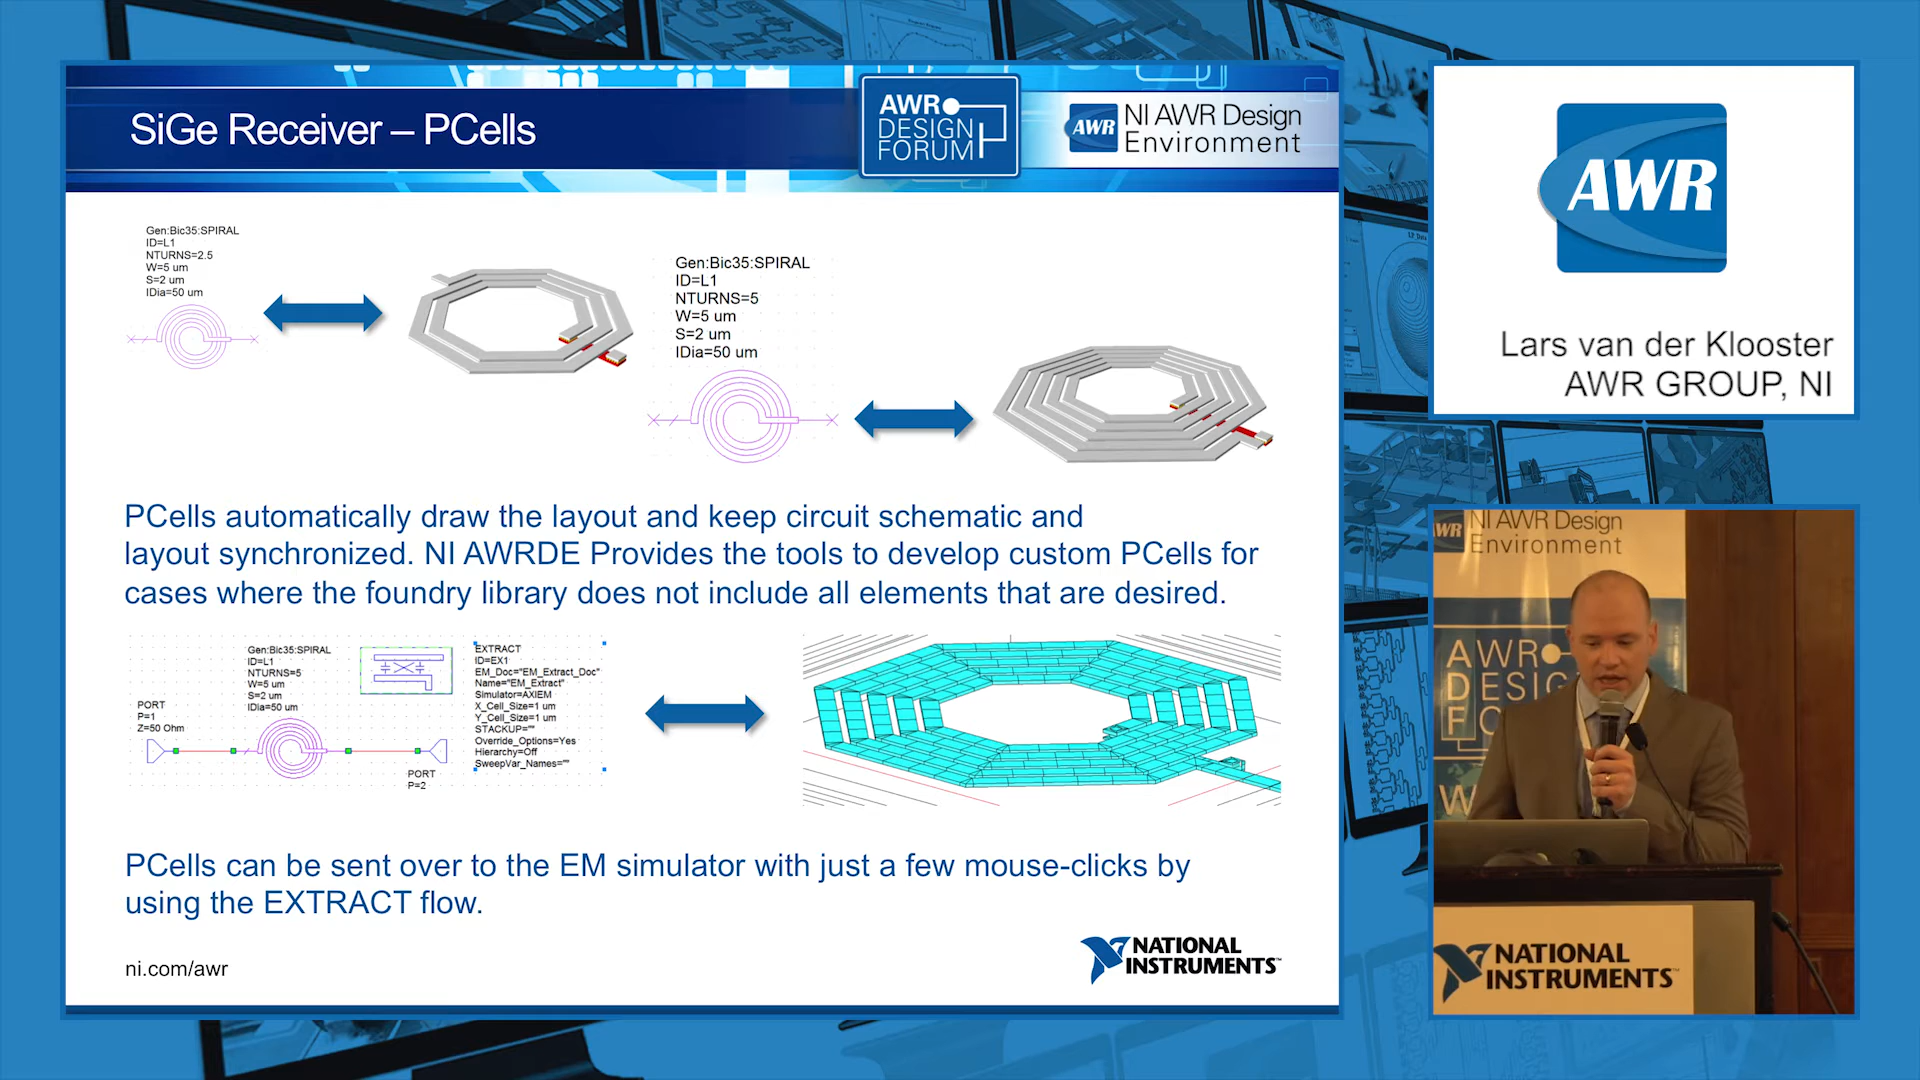 SiGe Receiver – PCells
AWR
DESIGN
FORUM
AWR
NI AWR Design
Environment
Gen:Bic35:SPIRAL
ID=L1
NTURNS=2.5
W=5 um
S=2 um
IDia=50 um
Gen:Bic35:SPIRAL
ID=L1
NTURNS=5
W=5 um
S=2 um
IDia=50 um
PCells automatically draw the layout and keep circuit schematic and
layout synchronized. NI AWRDE Provides the tools to develop custom PCells for
cases where the foundry library does not include all elements that are desired.
PORT
P=1
Z=50 Ohm
Gen:Bic35:SPIRAL
ID=L1
NTURNS=5
W=5 um
S=2 um
IDia=50 um
PORT
P=2
EXTRACT
ID=EX1
EM_Doc="EM_Extract_Doc"
Name="EM_Extract"
Simulator=AXIEM
X_Cell_Size=1 um
Y_Cell_Size=1 um
STACKUP=""
Override_Options=Yes
Hierarchy=Off
SweepVar_Names=""
PCells can be sent over to the EM simulator with just a few mouse-clicks by
using the EXTRACT flow.
ni.com/awr
NATIONAL
INSTRUMENTS™
AWR
Lars van der Klooster
AWR GROUP, NI
WR NI AWR Design
Environment
AWR
DESIG
F
W
NATIONAL
INSTRUMENTS™